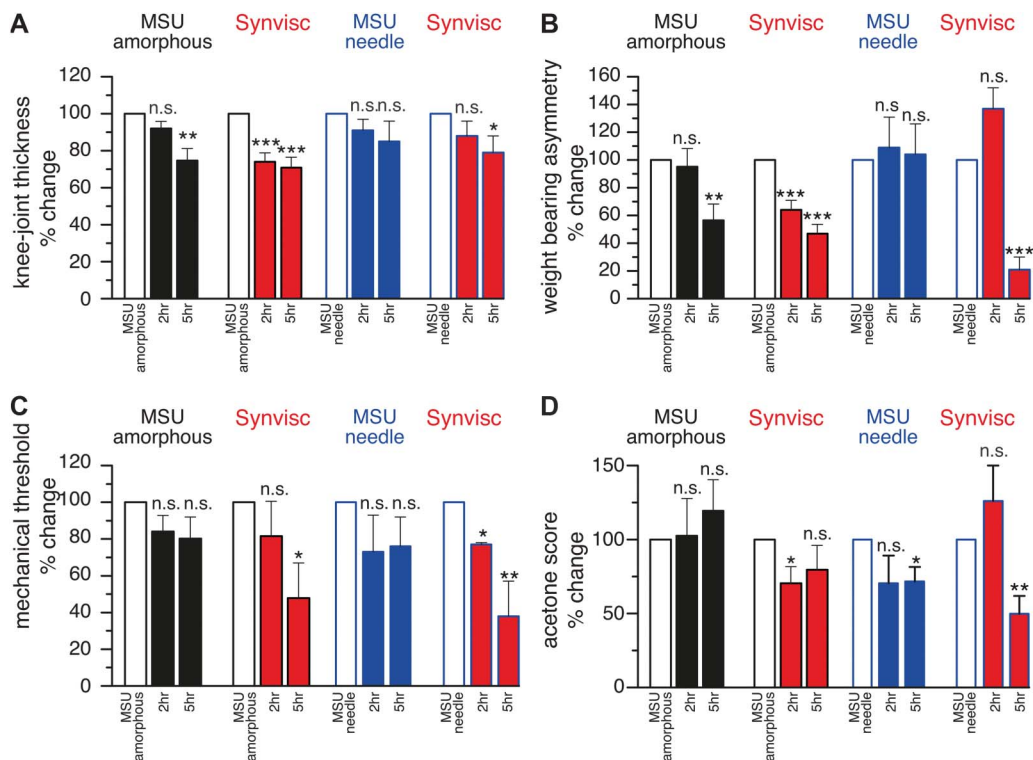 A
MSU
amorphous
Synvisc
MSU
needle
Synvisc
knee-joint thickness
% change
120
100
80
60
40
20
0
n.s.
**
***
***
n.s.
n.s.
n.s.
*
MSU
amorphous
2hr
5hr
MSU
amorphous
2hr
5hr
MSU
needle
2hr
5hr
MSU
needle
2hr
5hr
B
MSU
amorphous
Synvisc
MSU
needle
Synvisc
weight bearing asymmetry
% change
160
140
120
100
80
60
40
20
0
n.s.
**
***
***
n.s.
n.s.
n.s.
***
MSU
amorphous
2hr
5hr
MSU
amorphous
2hr
5hr
MSU
needle
2hr
5hr
MSU
needle
2hr
5hr
C
MSU
amorphous
Synvisc
MSU
needle
Synvisc
mechanical threshold
% change
120
100
80
60
40
20
0
n.s.
n.s.
n.s.
*
n.s.
n.s.
*
**
MSU
amorphous
2hr
5hr
MSU
amorphous
2hr
5hr
MSU
needle
2hr
5hr
MSU
needle
2hr
5hr
D
MSU
amorphous
Synvisc
MSU
needle
Synvisc
acetone score
% change
150
100
50
0
n.s.
n.s.
*
n.s.
n.s.
*
n.s.
**
MSU
amorphous
2hr
5hr
MSU
amorphous
2hr
5hr
MSU
needle
2hr
5hr
MSU
needle
2hr
5hr